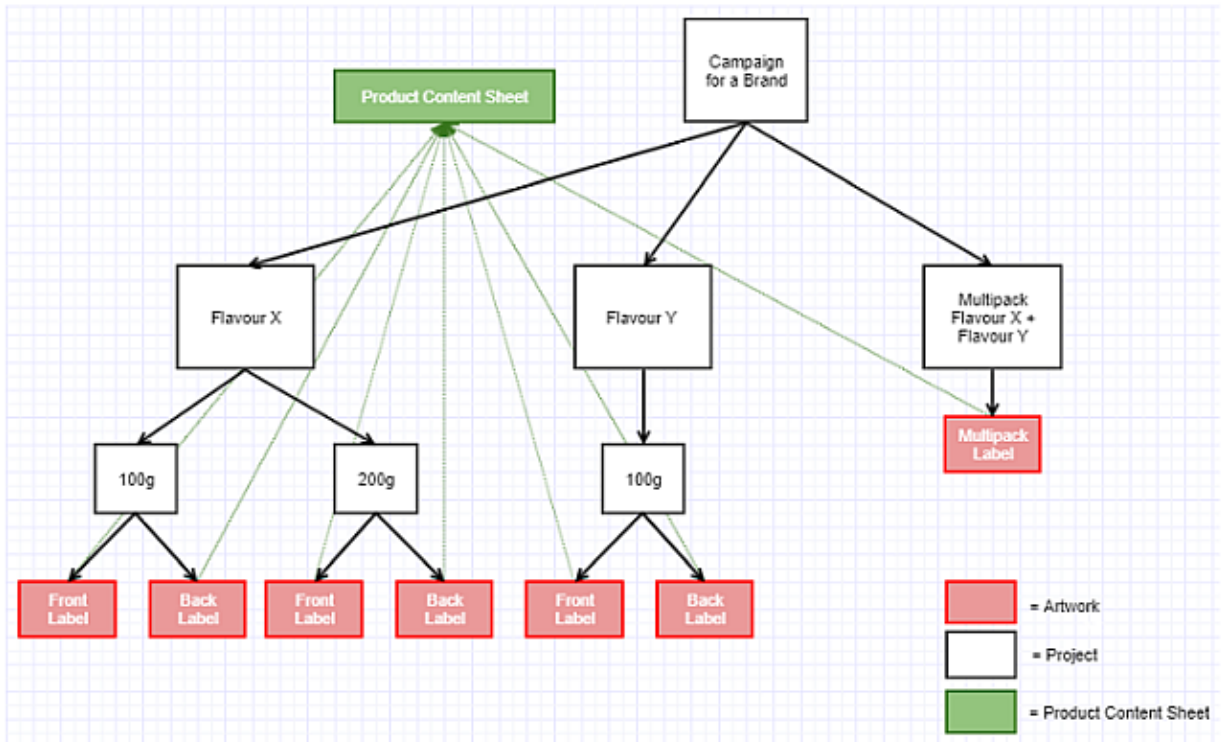 Campaign
for a Brand
Product Content Sheet
Flavour X
Flavour Y
Multipack
Flavour X +
Flavour Y
100g
200g
100g
Multipack
Label
Front
Label
Back
Label
Front
Label
Back
Label
Front
Label
Back
Label
= Artwork
= Project
= Product Content Sheet